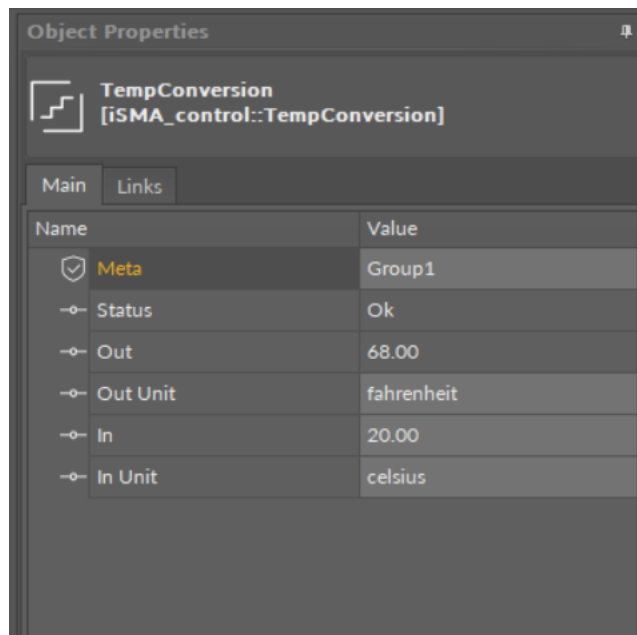 Object Properties
TempConversion
[iSMA_control::TempConversion]
Main Links
Name Value
Meta Group1
Status Ok
Out 68.00
Out Unit fahrenheit
In 20.00
In Unit celsius